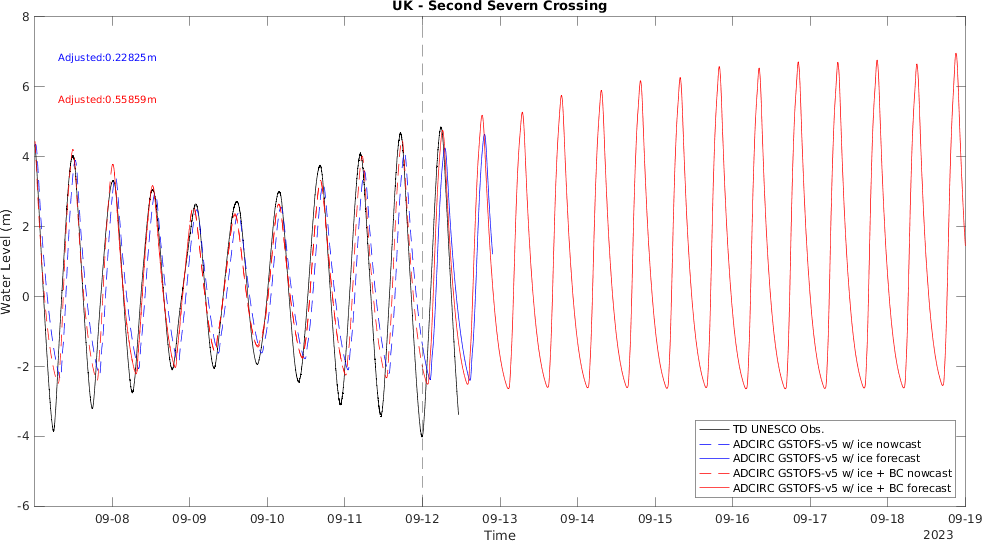 UK - Second Severn Crossing
8
6
4
2
0
-2
-4
-6
Water Level (m)
Adjusted:0.22825m
Adjusted:0.55859m
TD UNESCO Obs.
ADCIRC GSTOFS-v5 w/ ice nowcast
ADCIRC GSTOFS-v5 w/ ice forecast
ADCIRC GSTOFS-v5 w/ ice + BC nowcast
ADCIRC GSTOFS-v5 w/ ice + BC forecast
09-08 09-09 09-10 09-11 09-12 09-13 09-14 09-15 09-16 09-17 09-18 09-19
Time
2023